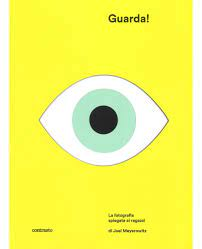 Guarda!
La fotografia
spiegata ai ragazzi
contrasto
di Joel Meyerowitz